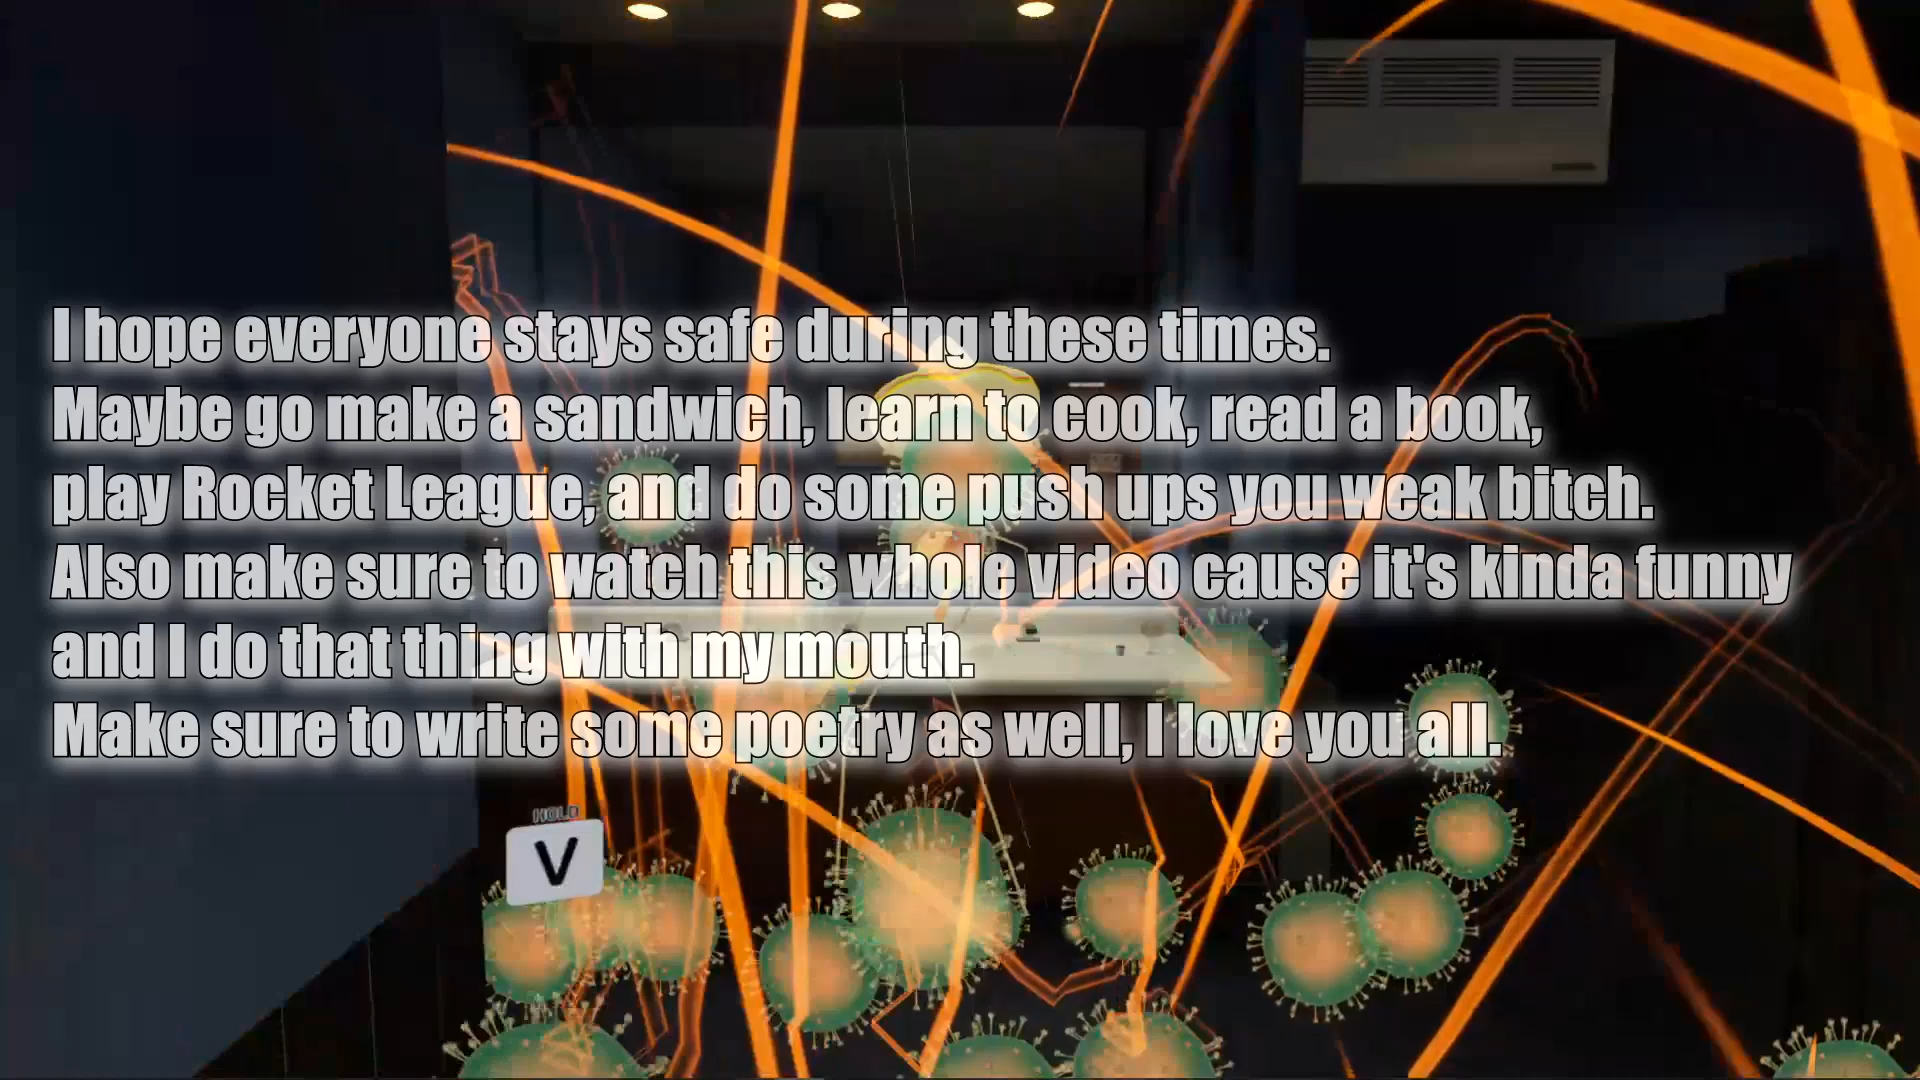 I hope everyone stays safe during these times.
Maybe go make a sandwich, learn to cook, read a book,
play Rocket League, and do some push ups you weak bitch.
Also make sure to watch this whole video cause it's kinda funny
and I do that thing with my mouth.
Make sure to write some poetry as well, I love you all.
HOLD
V